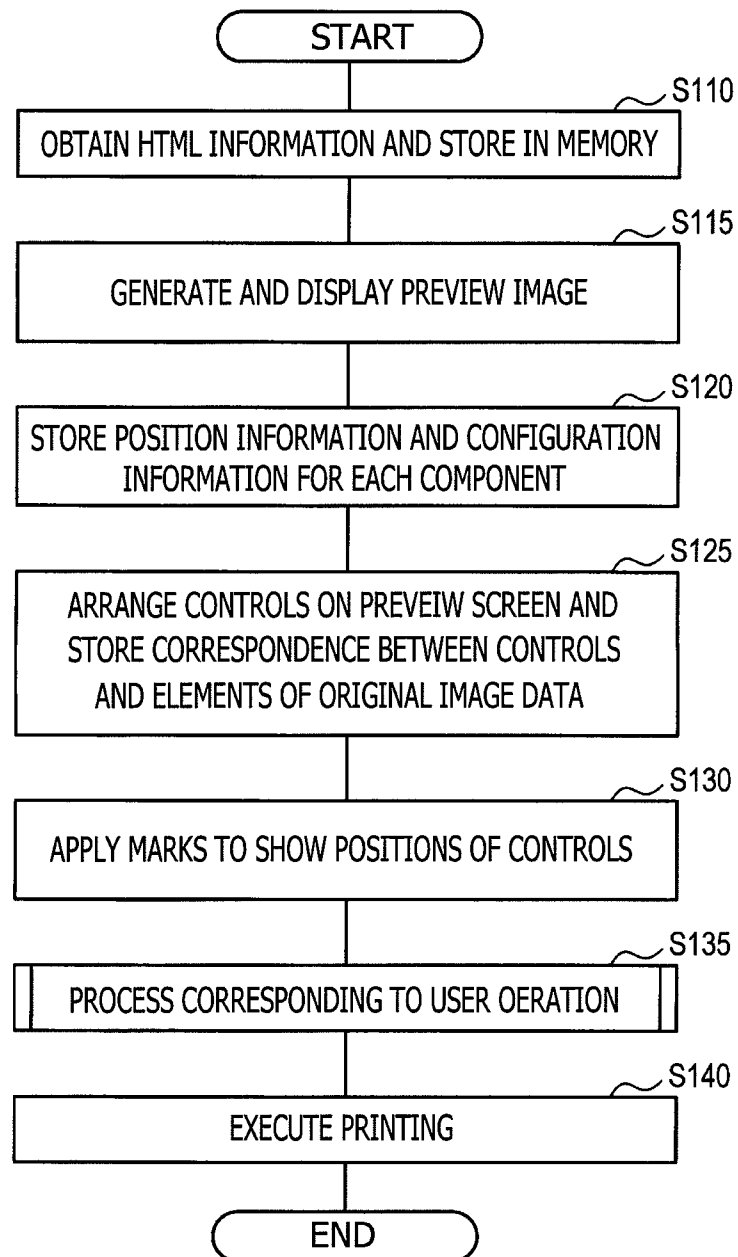 START
S110
OBTAIN HTML INFORMATION AND STORE IN MEMORY
S115
GENERATE AND DISPLAY PREVIEW IMAGE
S120
STORE POSITION INFORMATION AND CONFIGURATION
INFORMATION FOR EACH COMPONENT
S125
ARRANGE CONTROLS ON PREVEIW SCREEN AND
STORE CORRESPONDENCE BETWEEN CONTROLS
AND ELEMENTS OF ORIGINAL IMAGE DATA
S130
APPLY MARKS TO SHOW POSITIONS OF CONTROLS
S135
PROCESS CORRESPONDING TO USER OERATION
S140
EXECUTE PRINTING
END